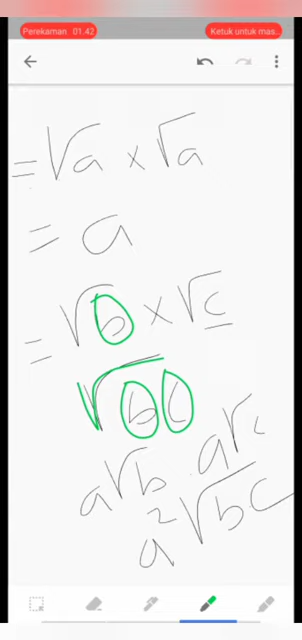 Perekaman 01.42 Ketuk untuk mas...
= √a × √a
= a
= √b × √c
√bc
a√b . a√c
a²√bc